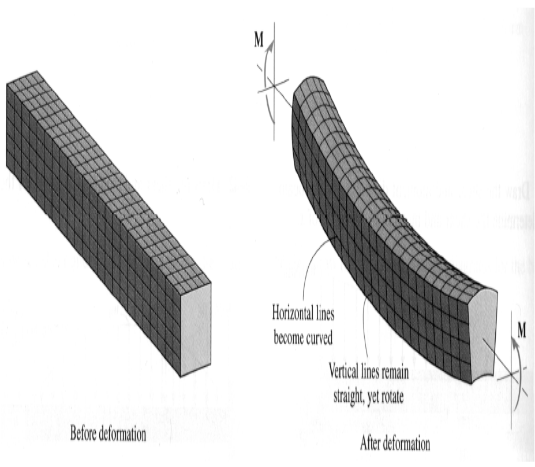 M
Horizontal lines
become curved
M
Vertical lines remain
straight, yet rotate
Before deformation
After deformation